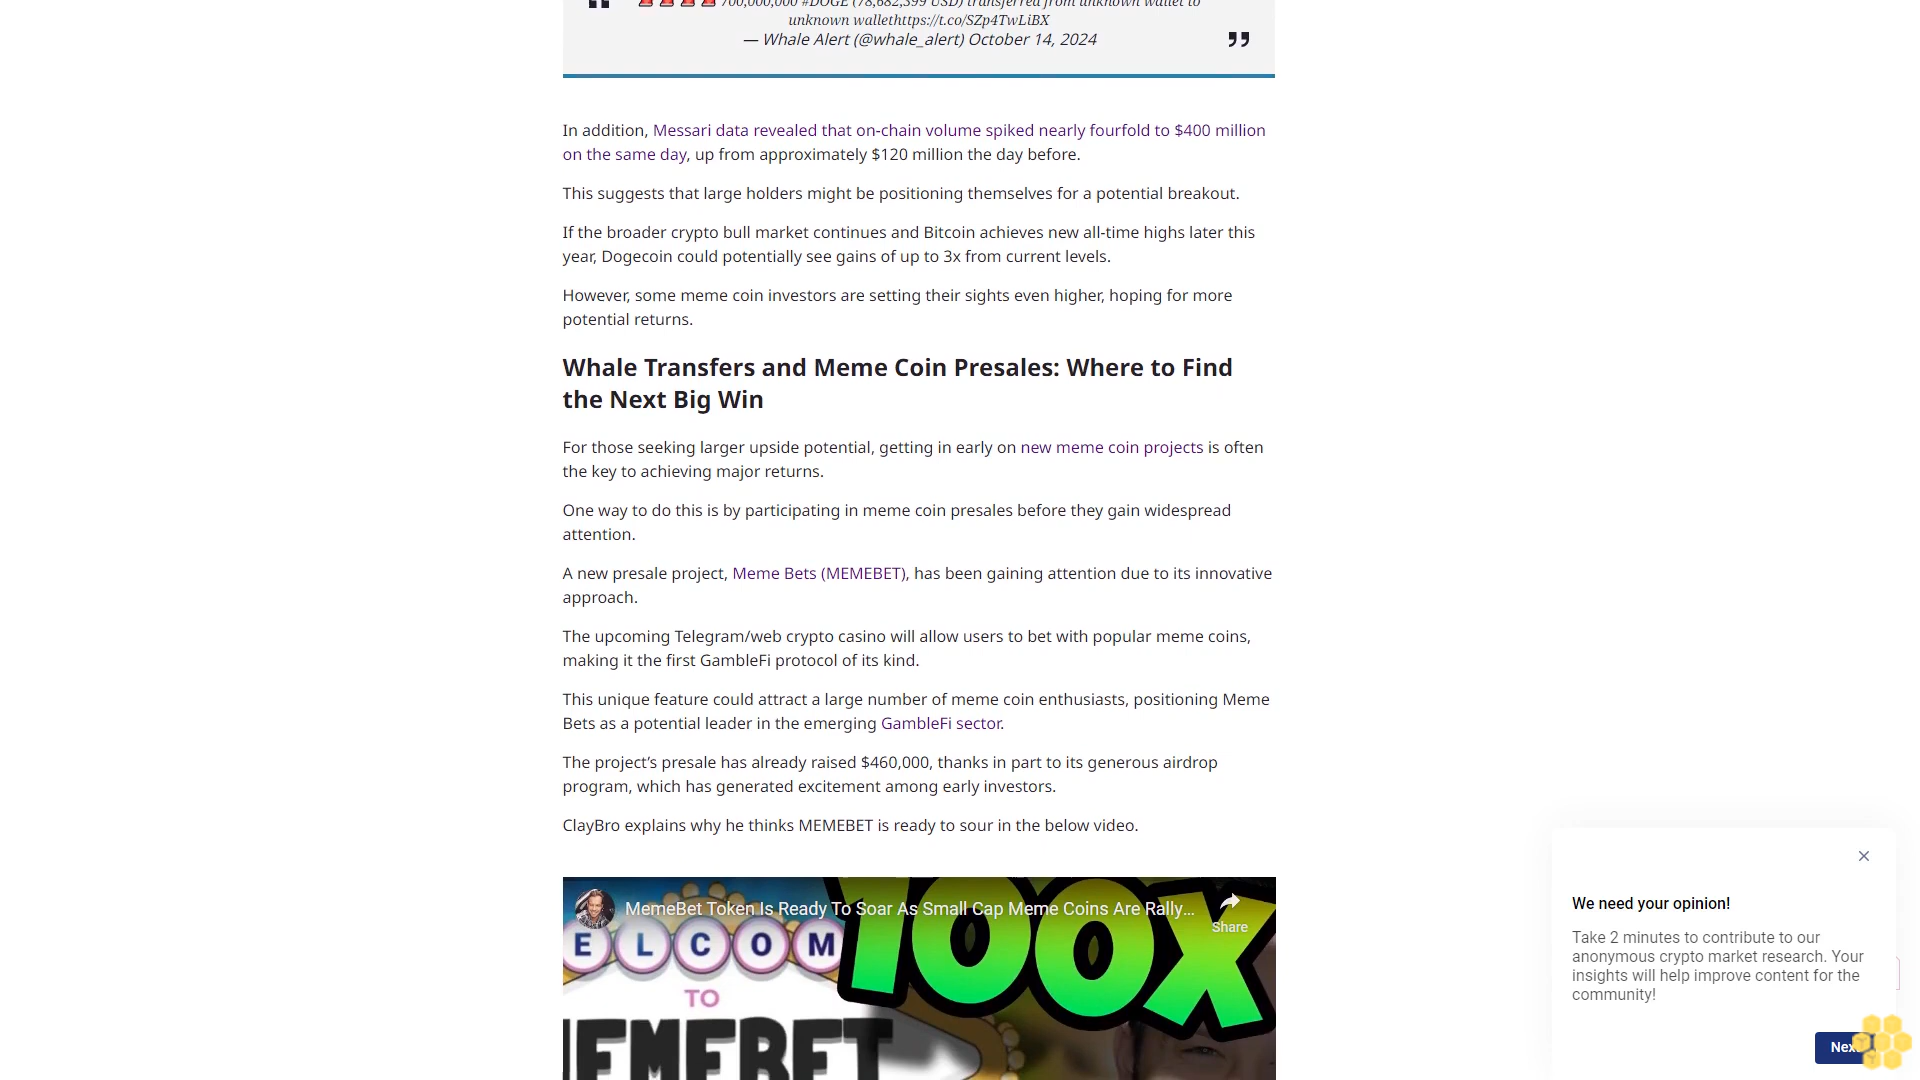 700,000,000 #DOGE (78,682,399 USD) transferred from unknown wallet to
unknown wallethttps://t.co/SZp4TwLiBX
— Whale Alert (@whale_alert) October 14, 2024
In addition, Messari data revealed that on-chain volume spiked nearly fourfold to $400 million
on the same day, up from approximately $120 million the day before.
This suggests that large holders might be positioning themselves for a potential breakout.
If the broader crypto bull market continues and Bitcoin achieves new all-time highs later this
year, Dogecoin could potentially see gains of up to 3x from current levels.
However, some meme coin investors are setting their sights even higher, hoping for more
potential returns.
Whale Transfers and Meme Coin Presales: Where to Find
the Next Big Win
For those seeking larger upside potential, getting in early on new meme coin projects is often
the key to achieving major returns.
One way to do this is by participating in meme coin presales before they gain widespread
attention.
A new presale project, Meme Bets (MEMEBET), has been gaining attention due to its innovative
approach.
The upcoming Telegram/web crypto casino will allow users to bet with popular meme coins,
making it the first GambleFi protocol of its kind.
This unique feature could attract a large number of meme coin enthusiasts, positioning Meme
Bets as a potential leader in the emerging GambleFi sector.
The project’s presale has already raised $460,000, thanks in part to its generous airdrop
program, which has generated excitement among early investors.
ClayBro explains why he thinks MEMEBET is ready to sour in the below video.
MemeBet Token Is Ready To Soar As Small Cap Meme Coins Are Rally...
Share
100X
ELCOM
TO
MEMEBET
We need your opinion!
Take 2 minutes to contribute to our
anonymous crypto market research. Your
insights will help improve content for the
community!
Nex